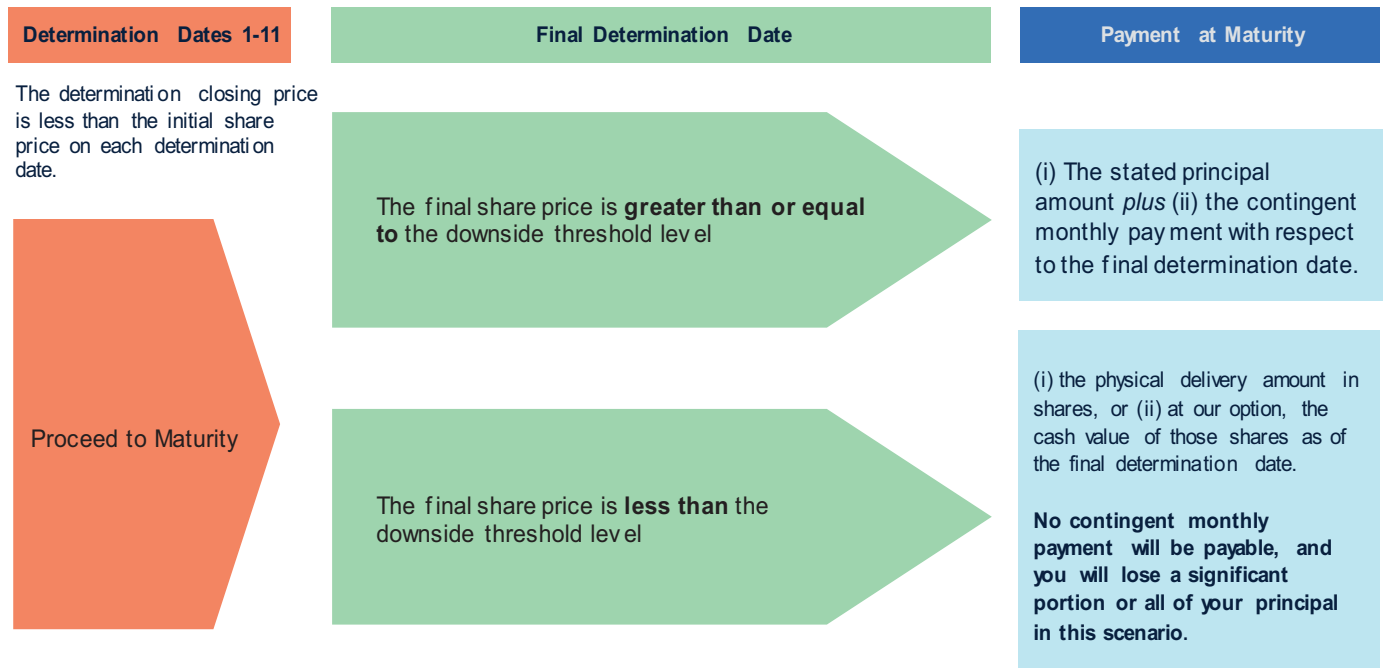 Determination Dates 1-11
Final Determination Date
Payment at Maturity
The determination closing price
is less than the initial share
price on each determination
date.
Proceed to Maturity
The final share price is greater than or equal
to the downside threshold level
(i) The stated principal
amount plus (ii) the contingent
monthly payment with respect
to the final determination date.
The final share price is less than the
downside threshold level
(i) the physical delivery amount in
shares, or (ii) at our option, the
cash value of those shares as of
the final determination date.
No contingent monthly
payment will be payable, and
you will lose a significant
portion or all of your principal
in this scenario.